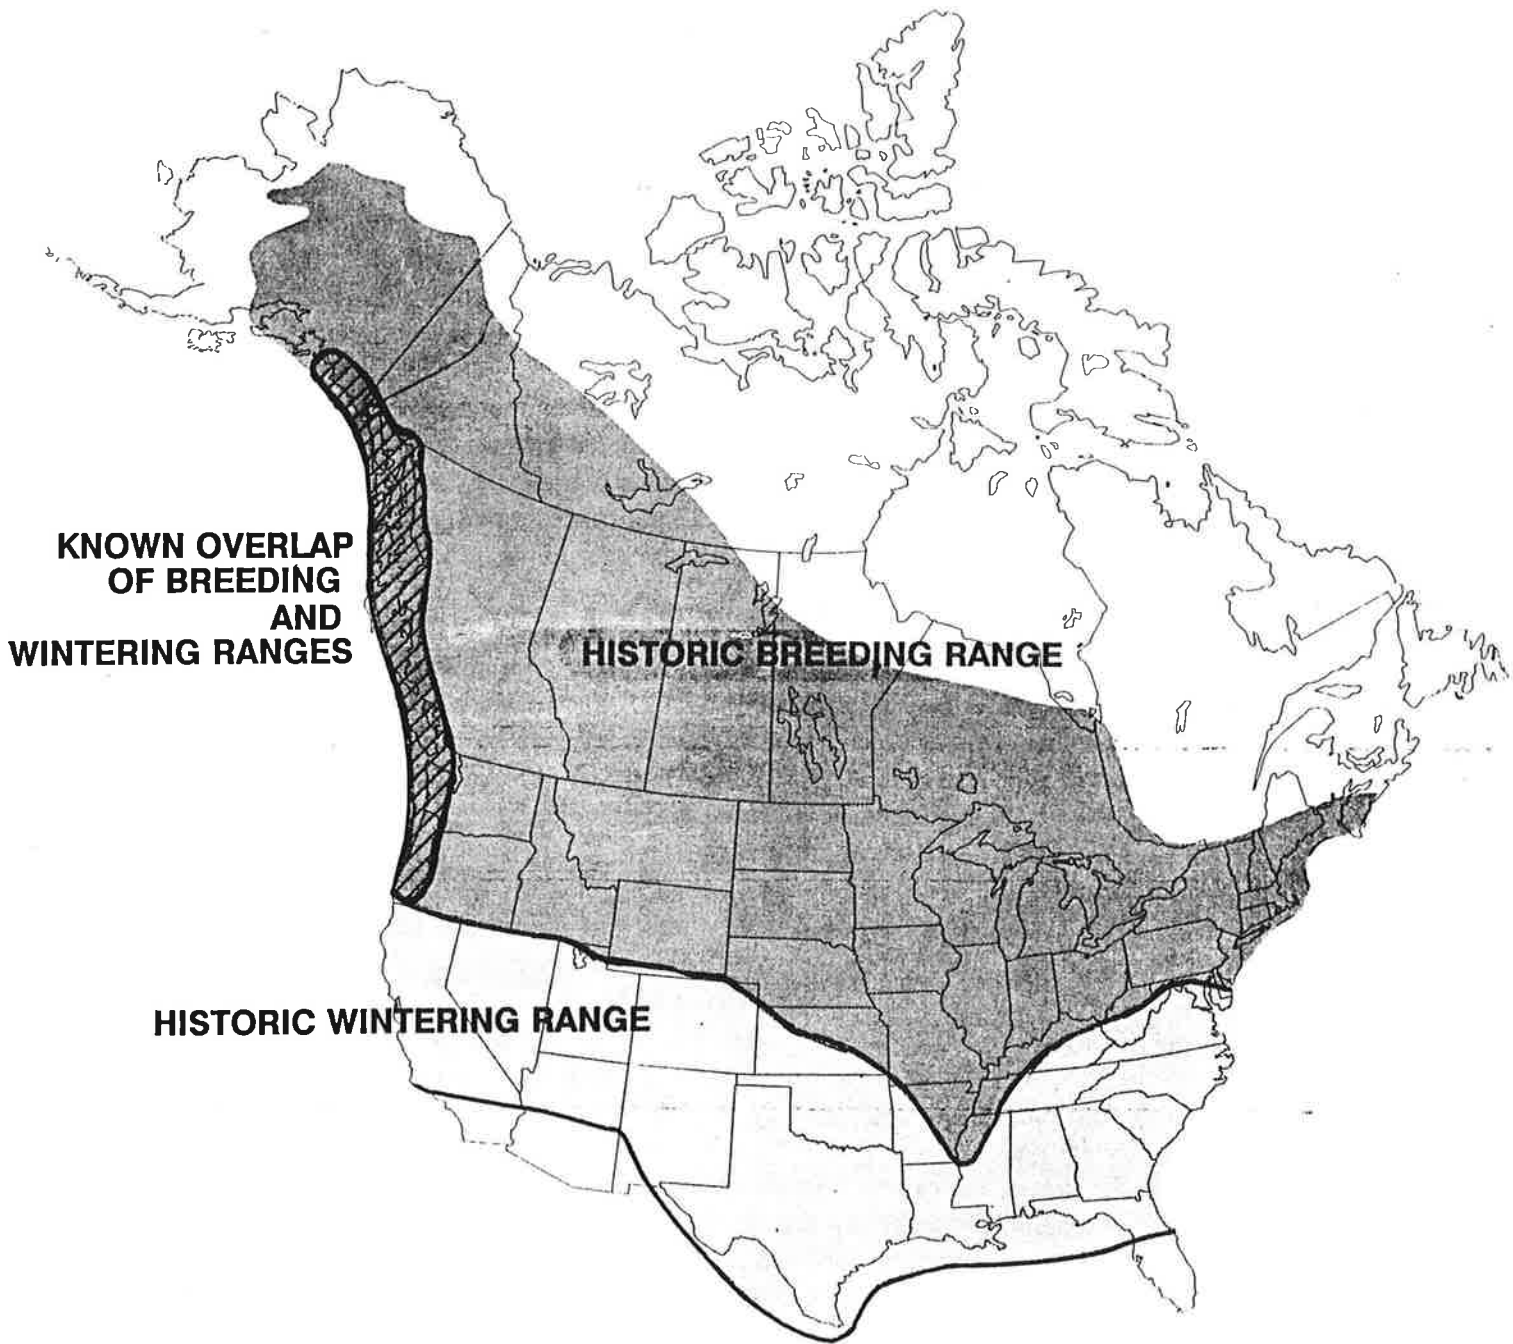 KNOWN OVERLAP
OF BREEDING
AND
WINTERING RANGES
HISTORIC BREEDING RANGE
HISTORIC WINTERING RANGE